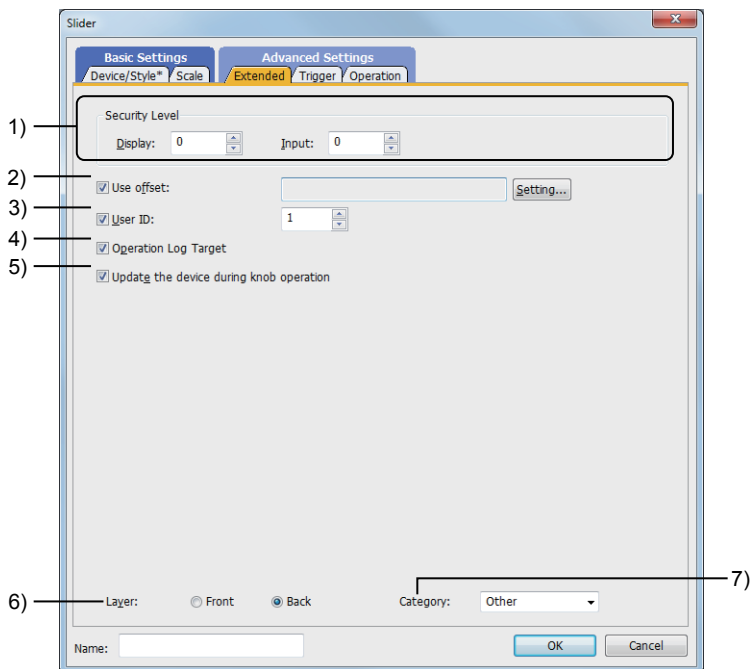 Slider
Basic Settings Advanced Settings
Device/Style* Scale Extended Trigger Operation
1) Security Level
Display: 0 Input: 0
2) Use offset: Setting...
3) User ID: 1
4) Operation Log Target
5) Update the device during knob operation
7)
6) Layer: Front Back Category: Other
Name: OK Cancel